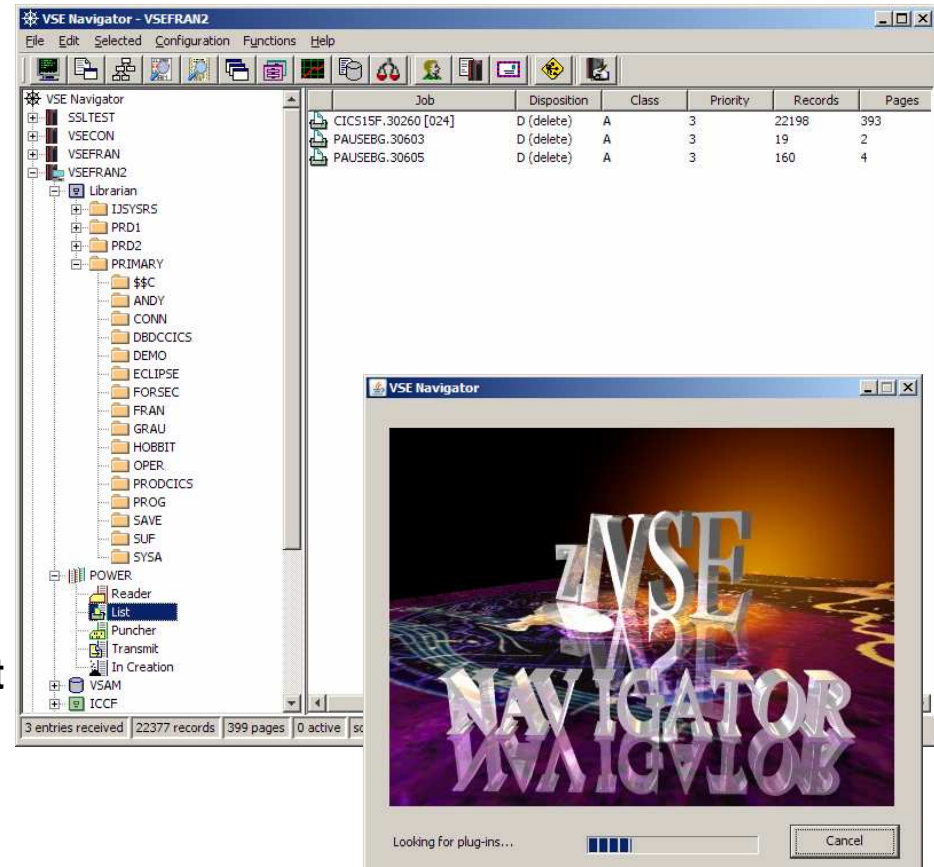 VSE Navigator - VSEFRAN2
File Edit Selected Configuration Functions Help
VSE Navigator
SSLTEST
VSECON
VSEFRAN
VSEFRAN2
Librarian
IJSYSRS
PRD1
PRD2
PRIMARY
$$C
ANDY
CONN
DBDCCICS
DEMO
ECLIPSE
FORSEC
FRAN
GRAU
HOBBIT
OPER
PRODCICS
PROG
SAVE
SUF
SYSA
POWER
Reader
List
Puncher
Transmit
In Creation
VSAM
ICCF
Job Disposition Class Priority Records Pages
CICS15F.30260 [024] D (delete) A 3 22198 393
PAUSEBG.30603 D (delete) A 3 19 2
PAUSEBG.30605 D (delete) A 3 160 4
3 entries received 22377 records 399 pages 0 active
t
VSE Navigator
z/VSE
NAVIGATOR
Looking for plug-ins...
Cancel